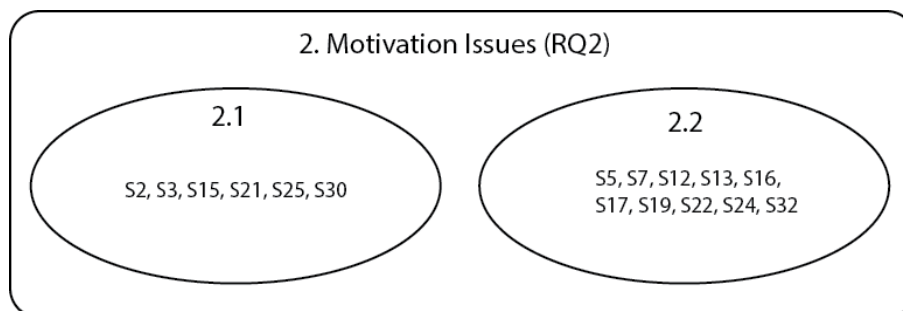 2. Motivation Issues (RQ2)
2.1
S2, S3, S15, S21, S25, S30
2.2
S5, S7, S12, S13, S16,
S17, S19, S22, S24, S32